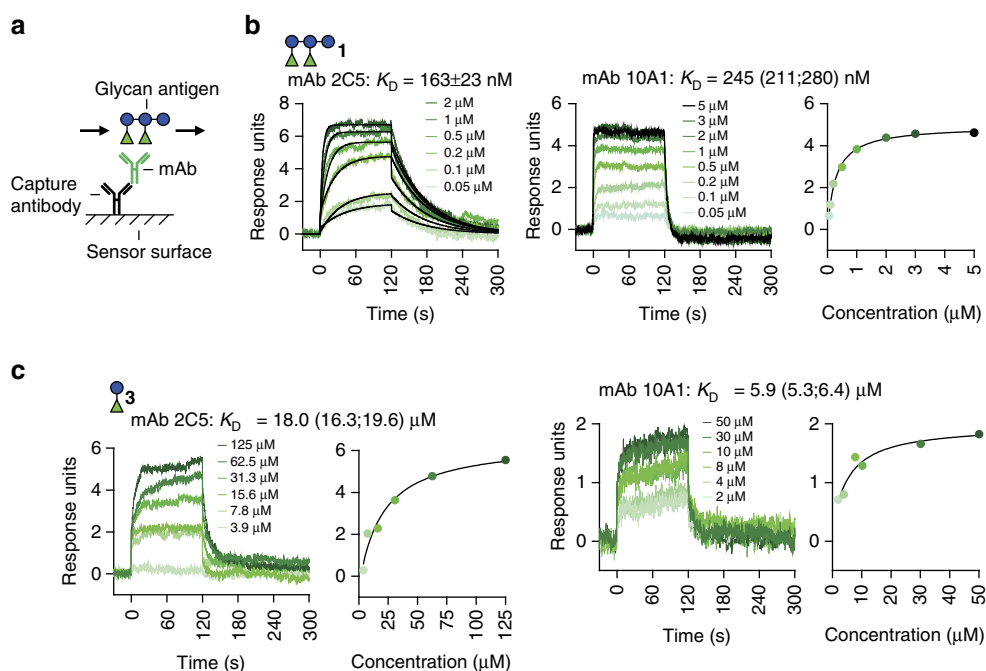 a
Glycan antigen
mAb
Capture
antibody
Sensor surface
b
1
mAb 2C5: KD = 163±23 nM
Response units
8
6
4
2
0
2 µM
1 µM
0.5 µM
0.2 µM
0.1 µM
0.05 µM
0
60
120
180
240
300
Time (s)
mAb 10A1: KD = 245 (211;280) nM
Response units
6
4
2
0
5 µM
3 µM
2 µM
1 µM
0.5 µM
0.2 µM
0.1 µM
0.05 µM
0
60
120
180
240
300
Time (s)
6
4
2
0
0
1
2
3
4
5
Concentration (µM)
c
3
mAb 2C5: KD = 18.0 (16.3;19.6) µM
Response units
6
4
2
0
125 µM
62.5 µM
31.3 µM
15.6 µM
7.8 µM
3.9 µM
0
60
120
180
240
300
Time (s)
6
4
2
0
0
25
50
75
100
125
Concentration (µM)
mAb 10A1: KD = 5.9 (5.3;6.4) µM
Response units
2
1
0
50 µM
30 µM
10 µM
8 µM
4 µM
2 µM
0
60
120
180
240
300
Time (s)
2
1
0
0
10
20
30
40
50
Concentration (µM)